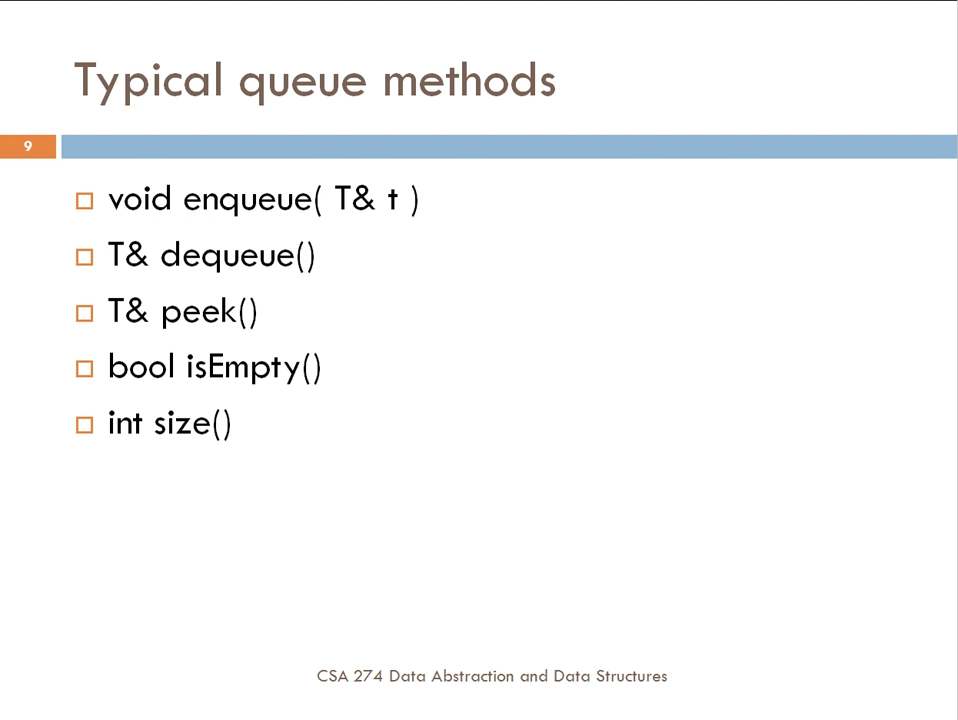 Typical queue methods
9
void enqueue( T& t )
T& dequeue()
T& peek()
bool isEmpty()
int size()
CSA 274 Data Abstraction and Data Structures